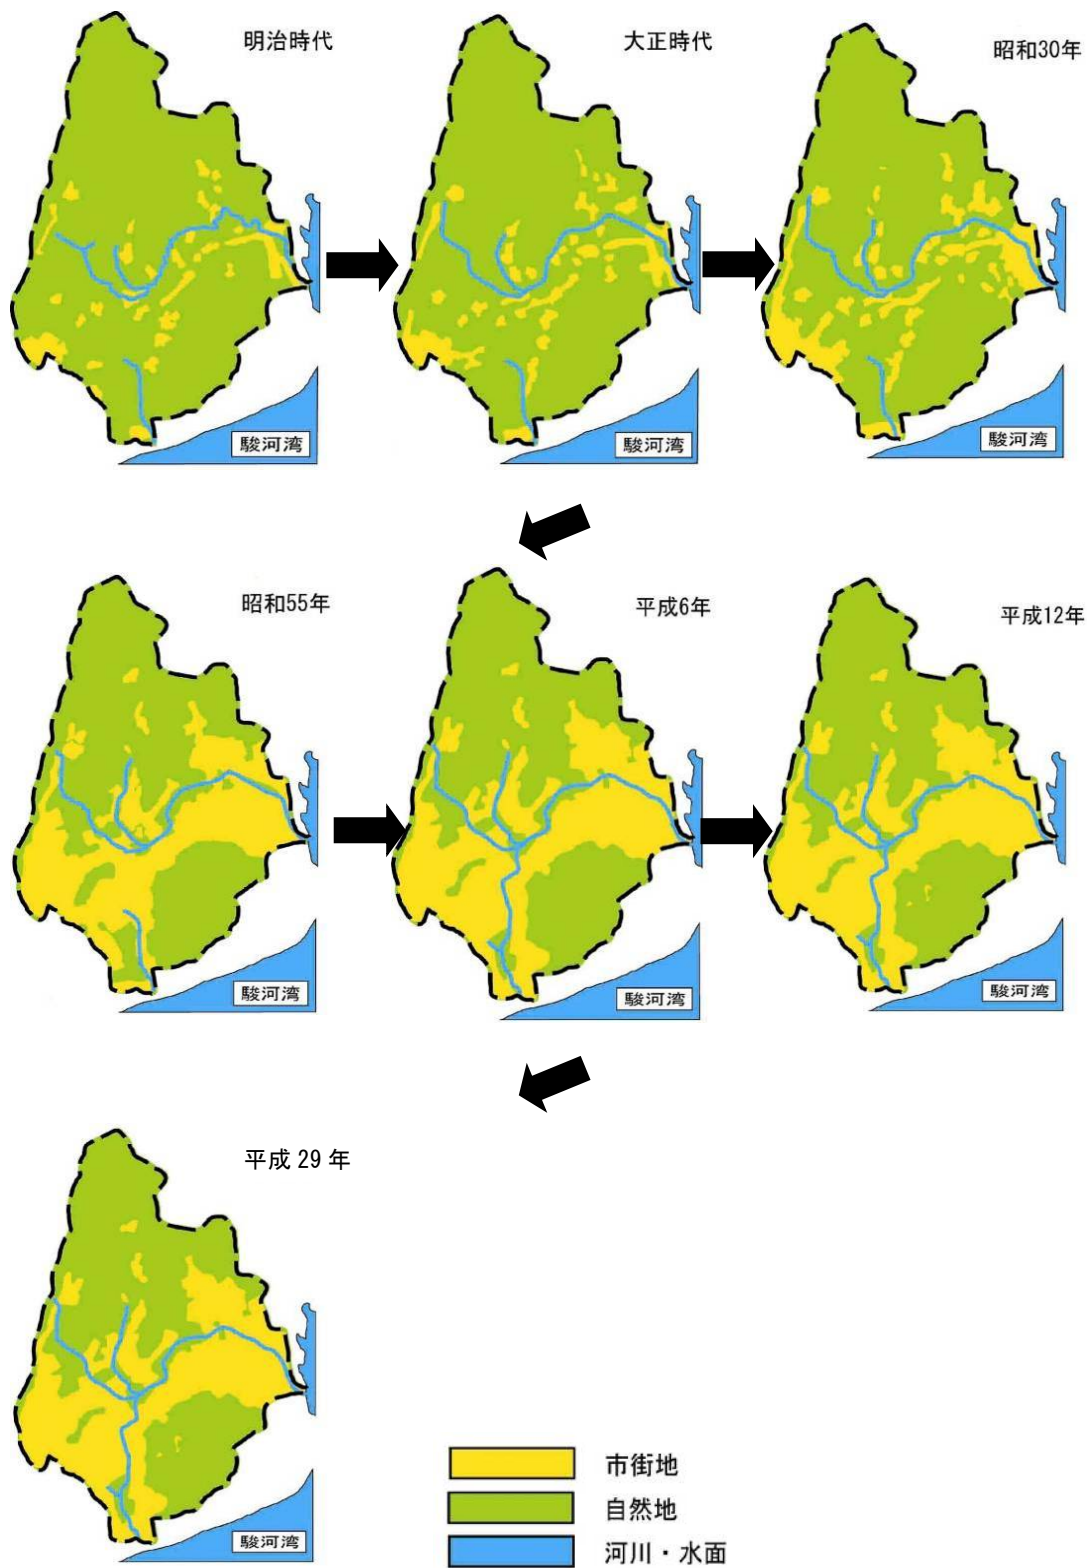 明治時代
大正時代
昭和30年
駿河湾
駿河湾
駿河湾
昭和55年
平成6年
平成12年
駿河湾
駿河湾
駿河湾
平成 29 年
駿河湾
市街地
自然地
河川・水面